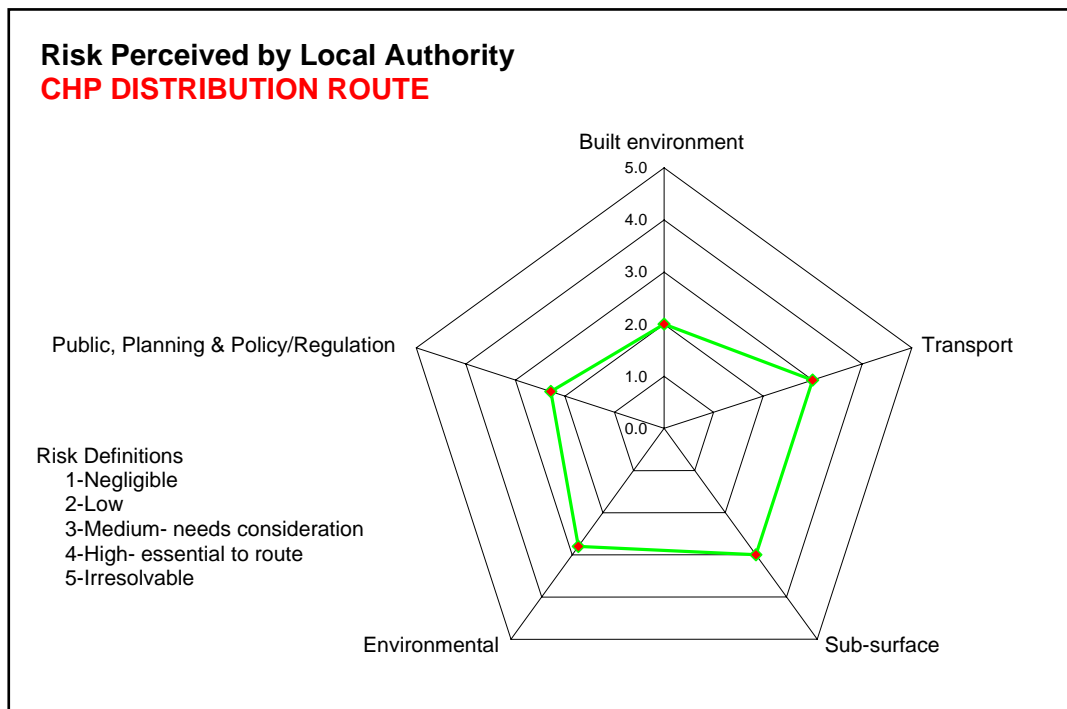 Risk Perceived by Local Authority
CHP DISTRIBUTION ROUTE
Built environment
5.0
4.0
3.0
2.0
1.0
0.0
Transport
Public, Planning & Policy/Regulation
Sub-surface
Environmental
Risk Definitions
1-Negligible
2-Low
3-Medium- needs consideration
4-High- essential to route
5-Irresolvable